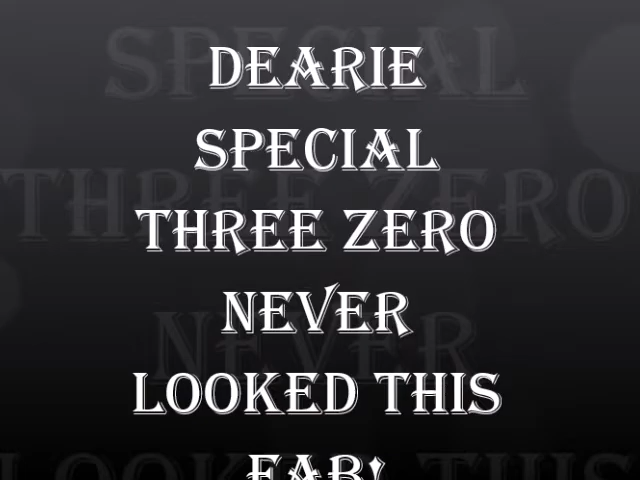 DEARIE
SPECIAL
THREE ZERO
NEVER
LOOKED THIS